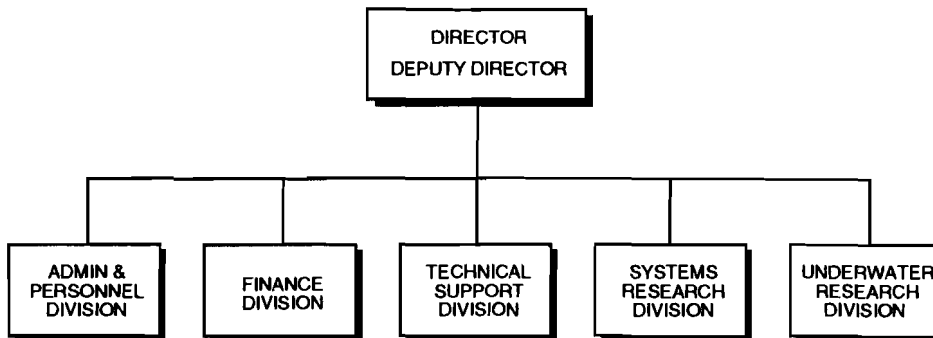 DIRECTOR
DEPUTY DIRECTOR
ADMIN &
PERSONNEL
DIVISION
FINANCE
DIVISION
TECHNICAL
SUPPORT
DIVISION
SYSTEMS
RESEARCH
DIVISION
UNDERWATER
RESEARCH
DIVISION